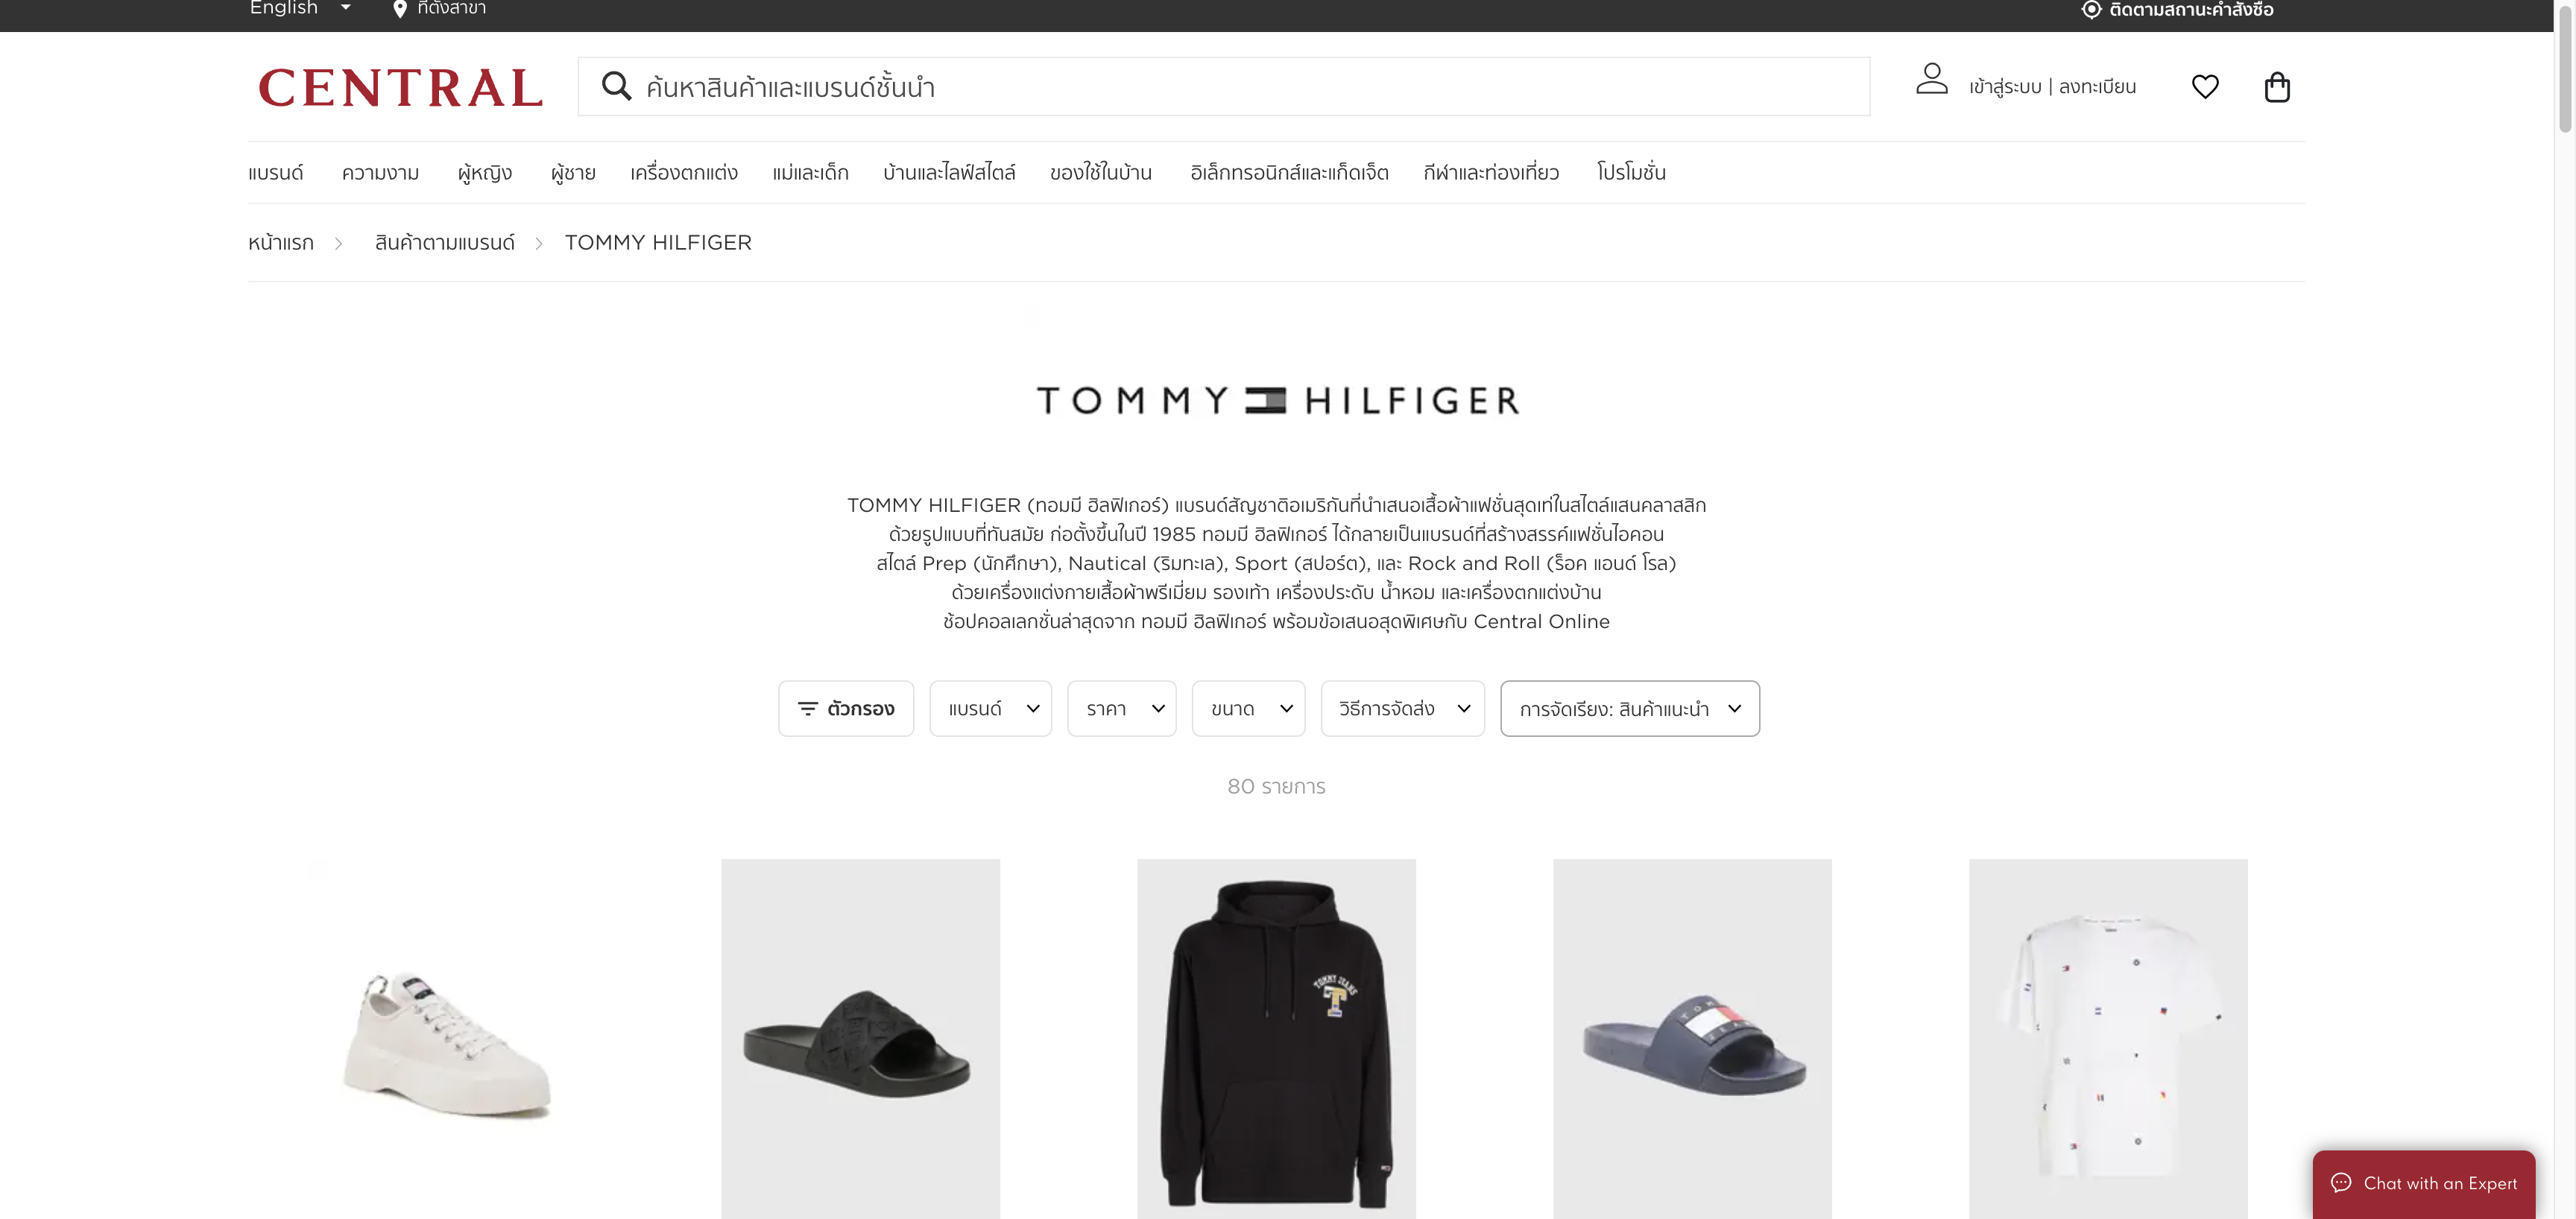 English
ที่ตั้งสาขา
ติดตามสถานะคำสั่งซื้อ
CENTRAL
ค้นหาสินค้าและแบรนด์ชั้นนำ
เข้าสู่ระบบ | ลงทะเบียน
แบรนด์ ความงาม ผู้หญิง ผู้ชาย เครื่องตกแต่ง แม่และเด็ก บ้านและไลฟ์สไตล์ ของใช้ในบ้าน อิเล็กทรอนิกส์และแก็ดเจ็ต กีฬาและท่องเที่ยว โปรโมชั่น
หน้าแรก สินค้าตามแบรนด์ TOMMY HILFIGER
TOMMY HILFIGER
TOMMY HILFIGER (ทอมมี ฮิลฟิเกอร์) แบรนด์สัญชาติอเมริกันที่นำเสนอเสื้อผ้าแฟชั่นสุดเท่ในสไตล์แสนคลาสสิก
ด้วยรูปแบบที่ทันสมัย ก่อตั้งขึ้นในปี 1985 ทอมมี ฮิลฟิเกอร์ ได้กลายเป็นแบรนด์ที่สร้างสรรค์แฟชั่นไอคอน
สไตล์ Prep (นักศึกษา), Nautical (ริมทะเล), Sport (สปอร์ต), และ Rock and Roll (ร็อค แอนด์ โรล)
ด้วยเครื่องแต่งกายเสื้อผ้าพรีเมี่ยม รองเท้า เครื่องประดับ น้ำหอม และเครื่องตกแต่งบ้าน
ช้อปคอลเลกชั่นล่าสุดจาก ทอมมี ฮิลฟิเกอร์ พร้อมข้อเสนอสุดพิเศษกับ Central Online
ตัวกรอง แบรนด์ ราคา ขนาด วิธีการจัดส่ง การจัดเรียง: สินค้าแนะนำ
80 รายการ
TOMMY JEANS
T
Chat with an Expert